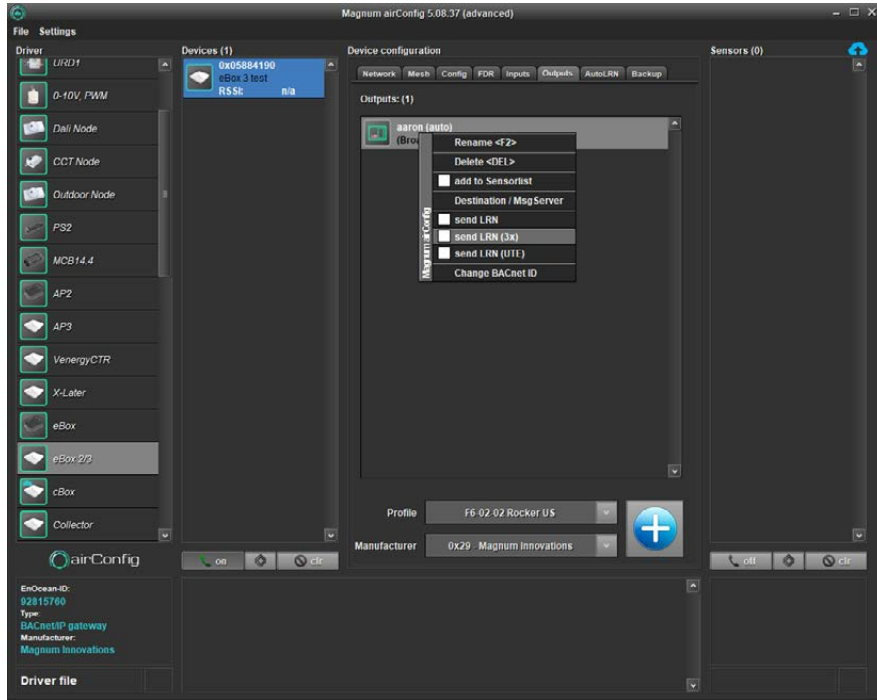 Magnum airConfig 5.08.37 (advanced)
File Settings
Driver
URD1
0-10V, PWM
Dali Node
CCT Node
Outdoor Node
PS2
MCB14.4
AP2
AP3
VenergyCTR
X-Later
eBox
eBox 2/3
cBox
Collector
airConfig
EnOcean-ID:
92815760
Type:
BACnet/IP gateway
Manufacturer:
Magnum Innovations
Driver file
Devices (1)
0x05884190
eBox 3 test
RSSI: n/a
on
clr
Device configuration
Network Mesh Config FDR Inputs Outputs AutoLRN Backup
Outputs: (1)
aaron (auto)
(Bro
Magnum airConfig
Rename <F2>
Delete <DEL>
add to Sensorlist
Destination / MsgServer
send LRN
send LRN (3x)
send LRN (UTE)
Change BACnet ID
Profile F6-02-02 Rocker US
Manufacturer 0x29 - Magnum Innovations
Sensors (0)
off
clr